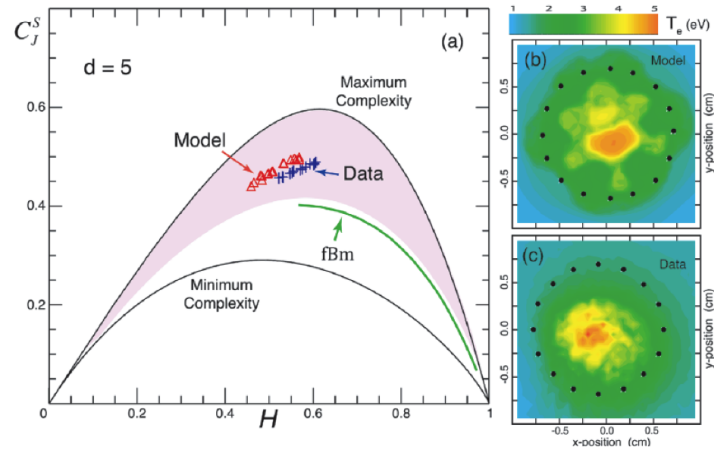 C_J^S
(a)
d = 5
0.6
Maximum
Complexity
Model
Data
0.4
fBm
Minimum
Complexity
0.2
0
0.2
0.4
0.6
0.8
1
H
1 2 3 4 5
T_e (eV)
(b)
Model
0.5
0.0
-0.5
y-position (cm)
(c)
Data
0.5
0.0
-0.5
y-position (cm)
-0.5
0.0
0.5
x-position (cm)